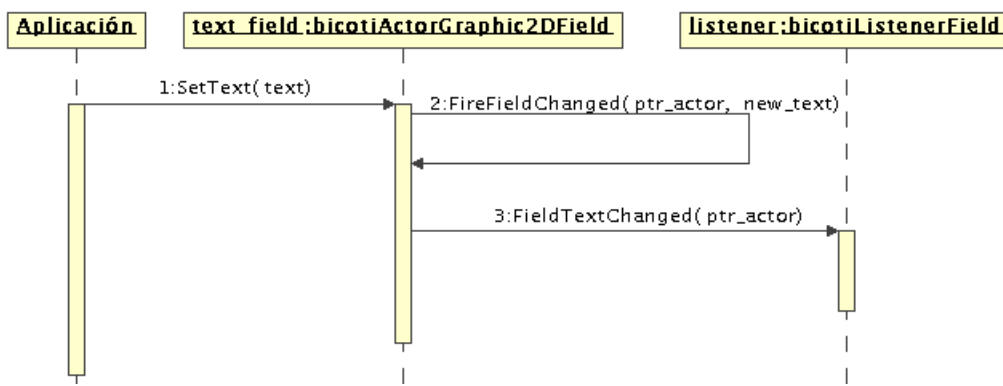 Aplicación
text_field :bicotiActorGraphic2DField
listener :bicotiListenerField
1:SetText( text)
2:FireFieldChanged( ptr_actor, new_text)
3:FieldTextChanged( ptr_actor)